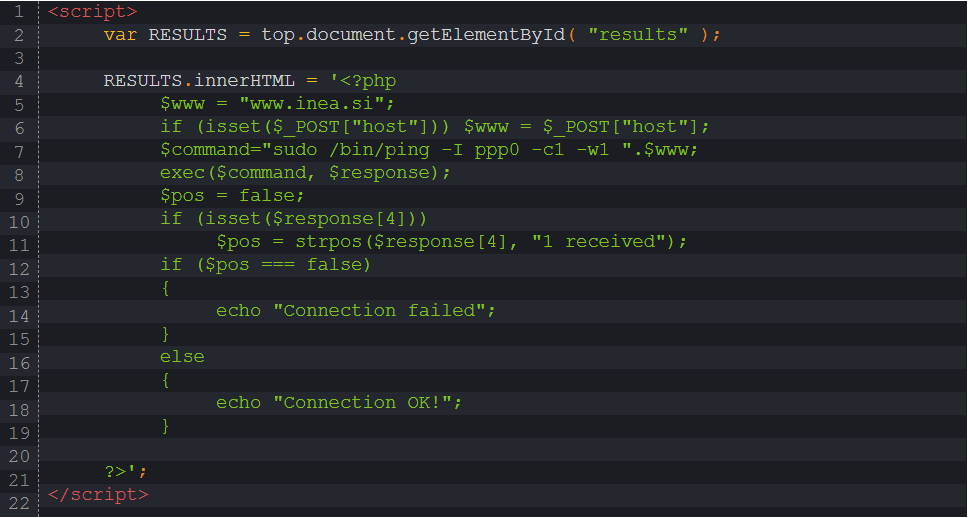 1 <script>
2 var RESULTS = top.document.getElementById( "results" );
3
4 RESULTS.innerHTML = '<?php
5 $www = "www.inea.si";
6 if (isset($_POST["host"])) $www = $_POST["host"];
7 $command="sudo /bin/ping -I ppp0 -c1 -w1 ".$www;
8 exec($command, $response);
9 $pos = false;
10 if (isset($response[4]))
11 $pos = strpos($response[4], "1 received");
12 if ($pos === false)
13 {
14 echo "Connection failed";
15 }
16 else
17 {
18 echo "Connection OK!";
19 }
20
21 ?>';
22 </script>